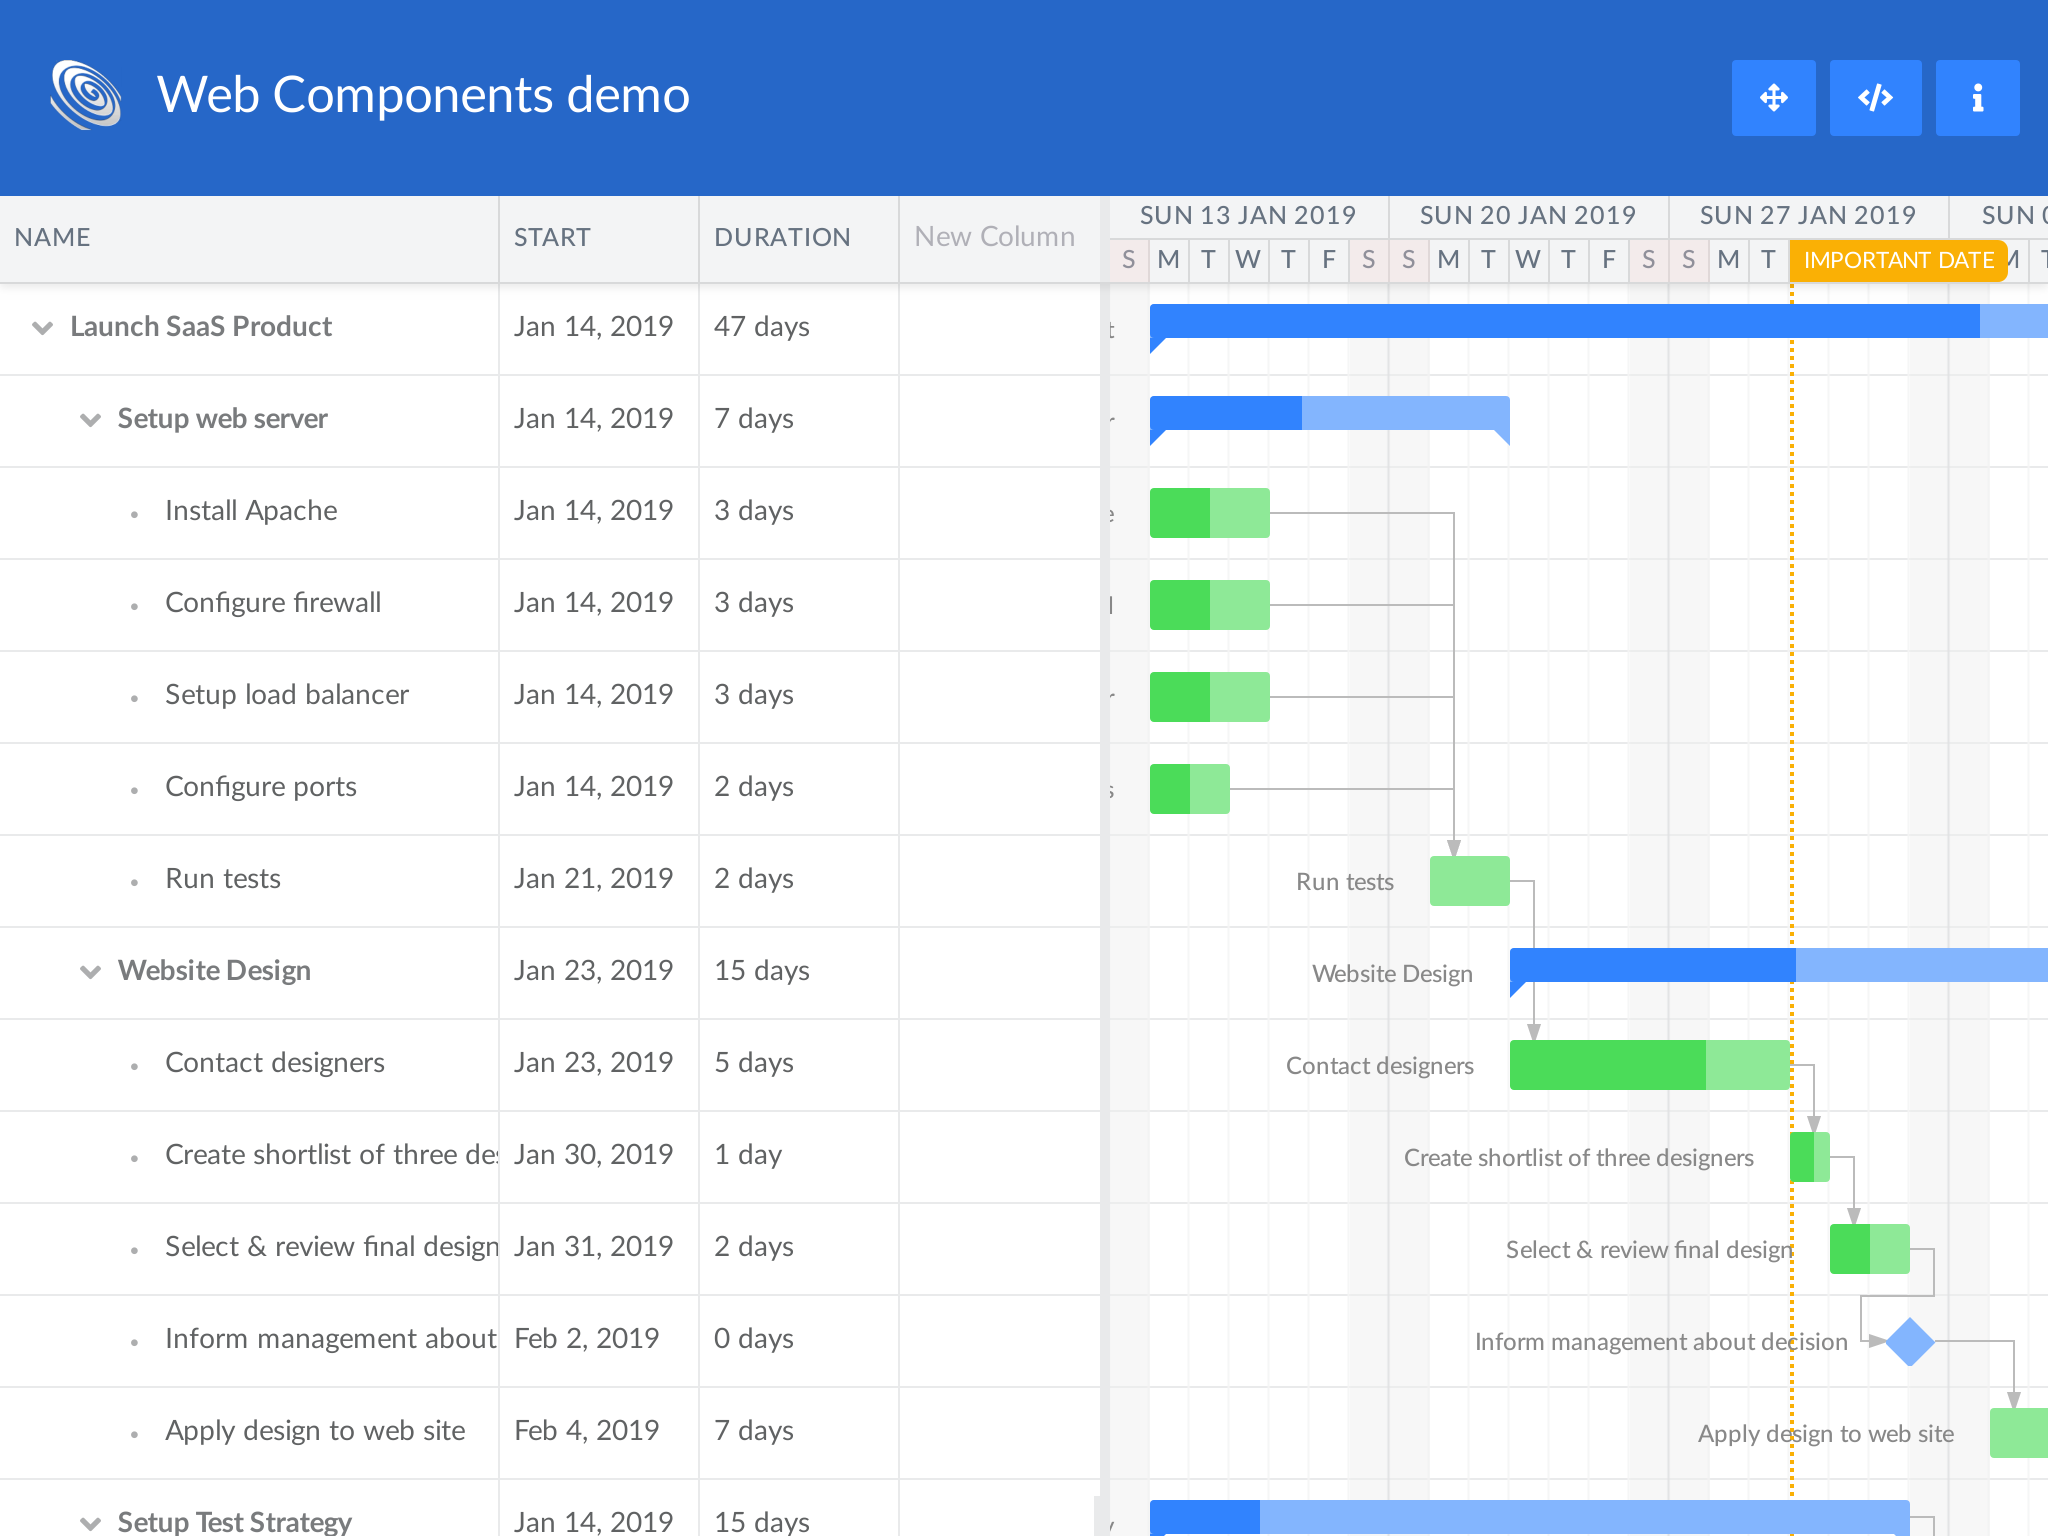 Web Components demo
NAME START DURATION New Column
SUN 13 JAN 2019 SUN 20 JAN 2019 SUN 27 JAN 2019 SUN
S M T W T F S S M T W T F S S M T IMPORTANT DATE M T
Launch SaaS Product Jan 14, 2019 47 days
Setup web server Jan 14, 2019 7 days
Install Apache Jan 14, 2019 3 days
Configure firewall Jan 14, 2019 3 days
Setup load balancer Jan 14, 2019 3 days
Configure ports Jan 14, 2019 2 days
Run tests Jan 21, 2019 2 days Run tests
Website Design Jan 23, 2019 15 days Website Design
Contact designers Jan 23, 2019 5 days Contact designers
Create shortlist of three des Jan 30, 2019 1 day Create shortlist of three designers
Select & review final design Jan 31, 2019 2 days Select & review final design
Inform management about Feb 2, 2019 0 days Inform management about decision
Apply design to web site Feb 4, 2019 7 days Apply design to web site
Setup Test Strategy Jan 14, 2019 15 days